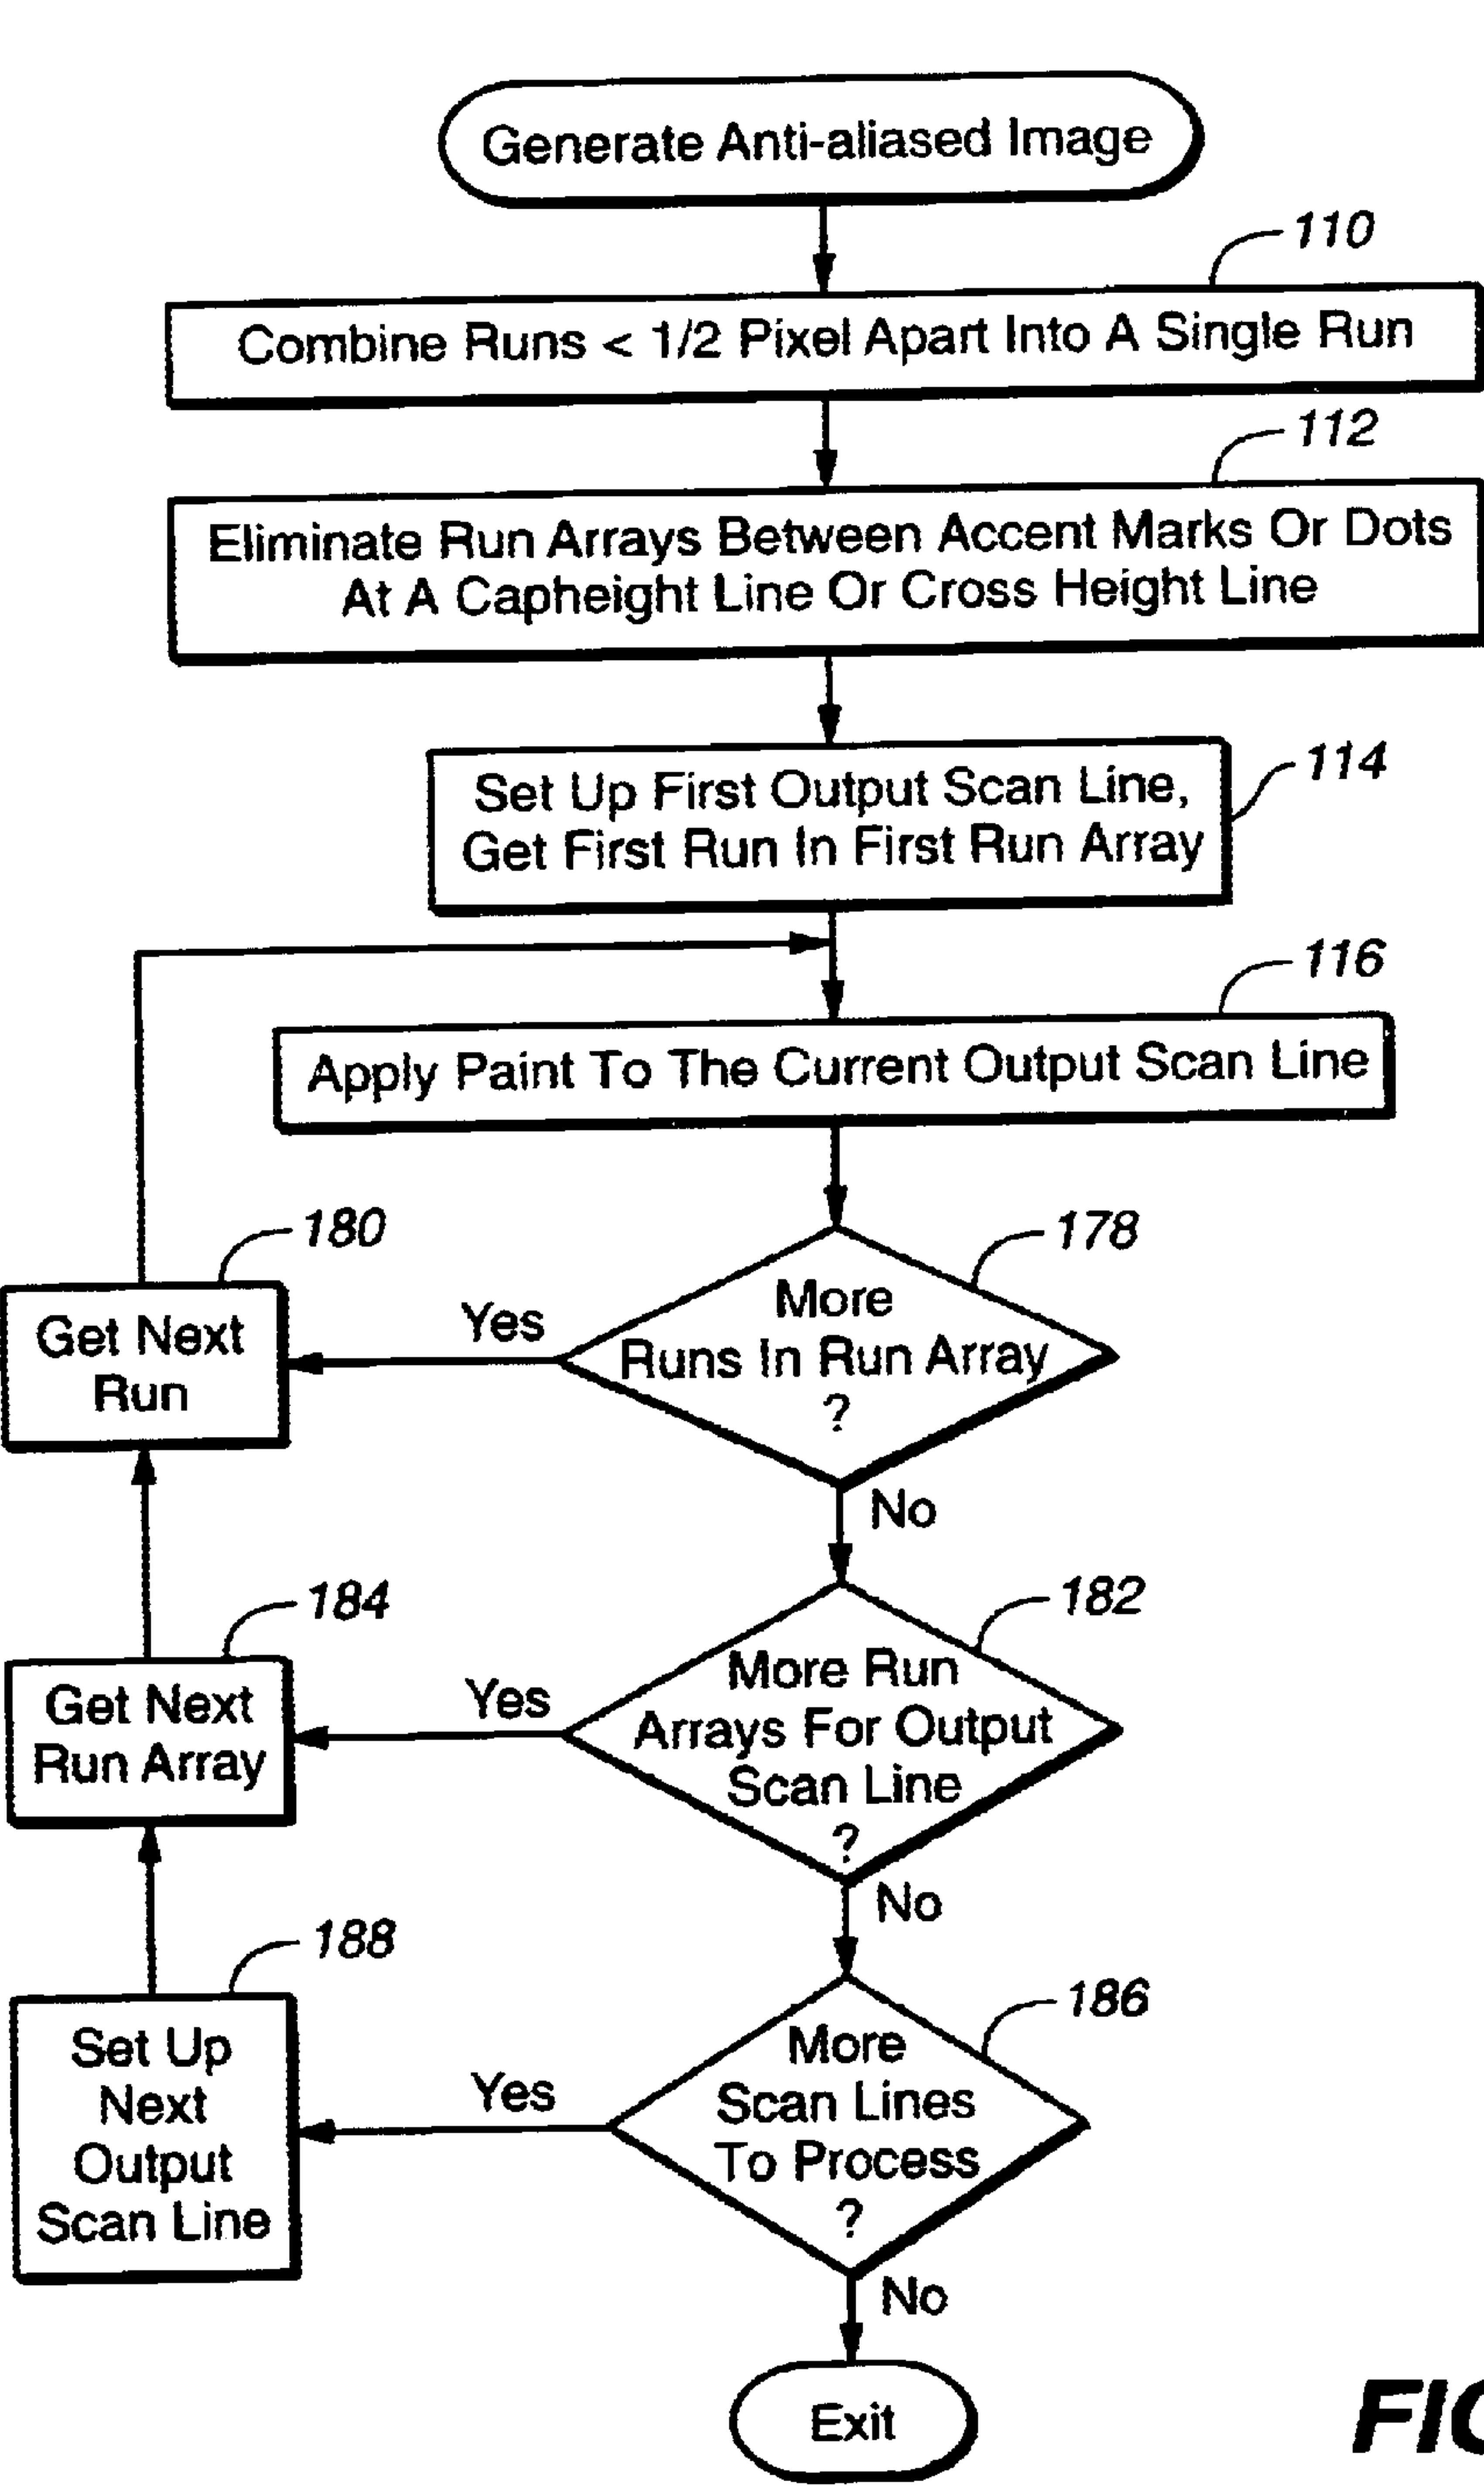 Generate Anti-aliased Image
110
Combine Runs < 1/2 Pixel Apart Into A Single Run
112
Eliminate Run Arrays Between Accent Marks Or Dots
At A Capheight Line Or Cross Height Line
114
Set Up First Output Scan Line,
Get First Run In First Run Array
116
Apply Paint To The Current Output Scan Line
180
Get Next
Run
Yes
178
More
Runs In Run Array
?
No
184
Get Next
Run Array
Yes
182
More Run
Arrays For Output
Scan Line
?
No
188
Set Up
Next
Output
Scan Line
Yes
186
More
Scan Lines
To Process
?
No
Exit